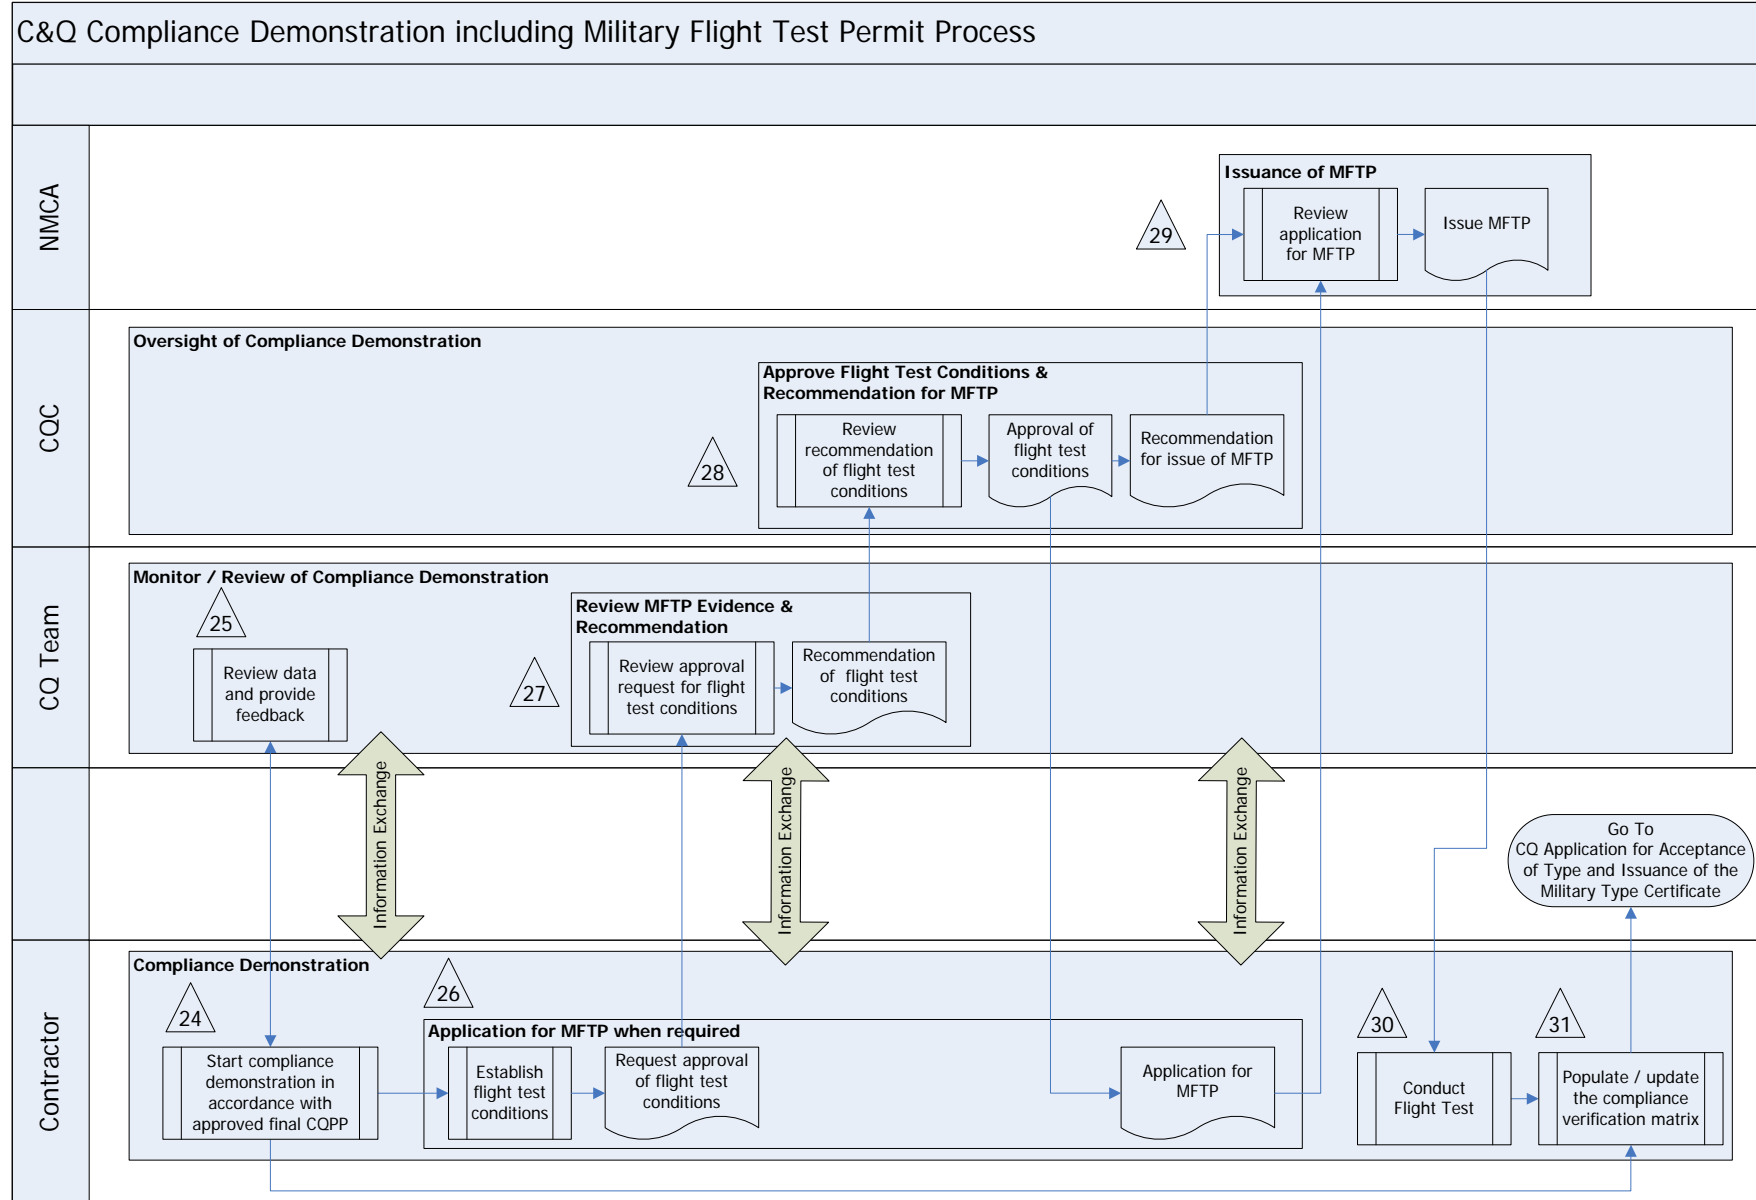 C&Q Compliance Demonstration including Military Flight Test Permit Process
NMCA
Issuance of MFTP
29
Review
application
for MFTP
Issue MFTP
CQC
Oversight of Compliance Demonstration
Approve Flight Test Conditions &
Recommendation for MFTP
28
Review
recommendation
of flight test
conditions
Approval of
flight test
conditions
Recommendation
for issue of MFTP
CQ Team
Monitor / Review of Compliance Demonstration
25
Review data
and provide
feedback
Review MFTP Evidence &
Recommendation
27
Review approval
request for flight
test conditions
Recommendation
of flight test
conditions
Information Exchange
Information Exchange
Information Exchange
Go To
CQ Application for Acceptance
of Type and Issuance of the
Military Type Certificate
Contractor
Compliance Demonstration
24
Start compliance
demonstration in
accordance with
approved final CQPP
26
Application for MFTP when required
Establish
flight test
conditions
Request approval
of flight test
conditions
Application for
MFTP
30
Conduct
Flight Test
31
Populate / update
the compliance
verification matrix